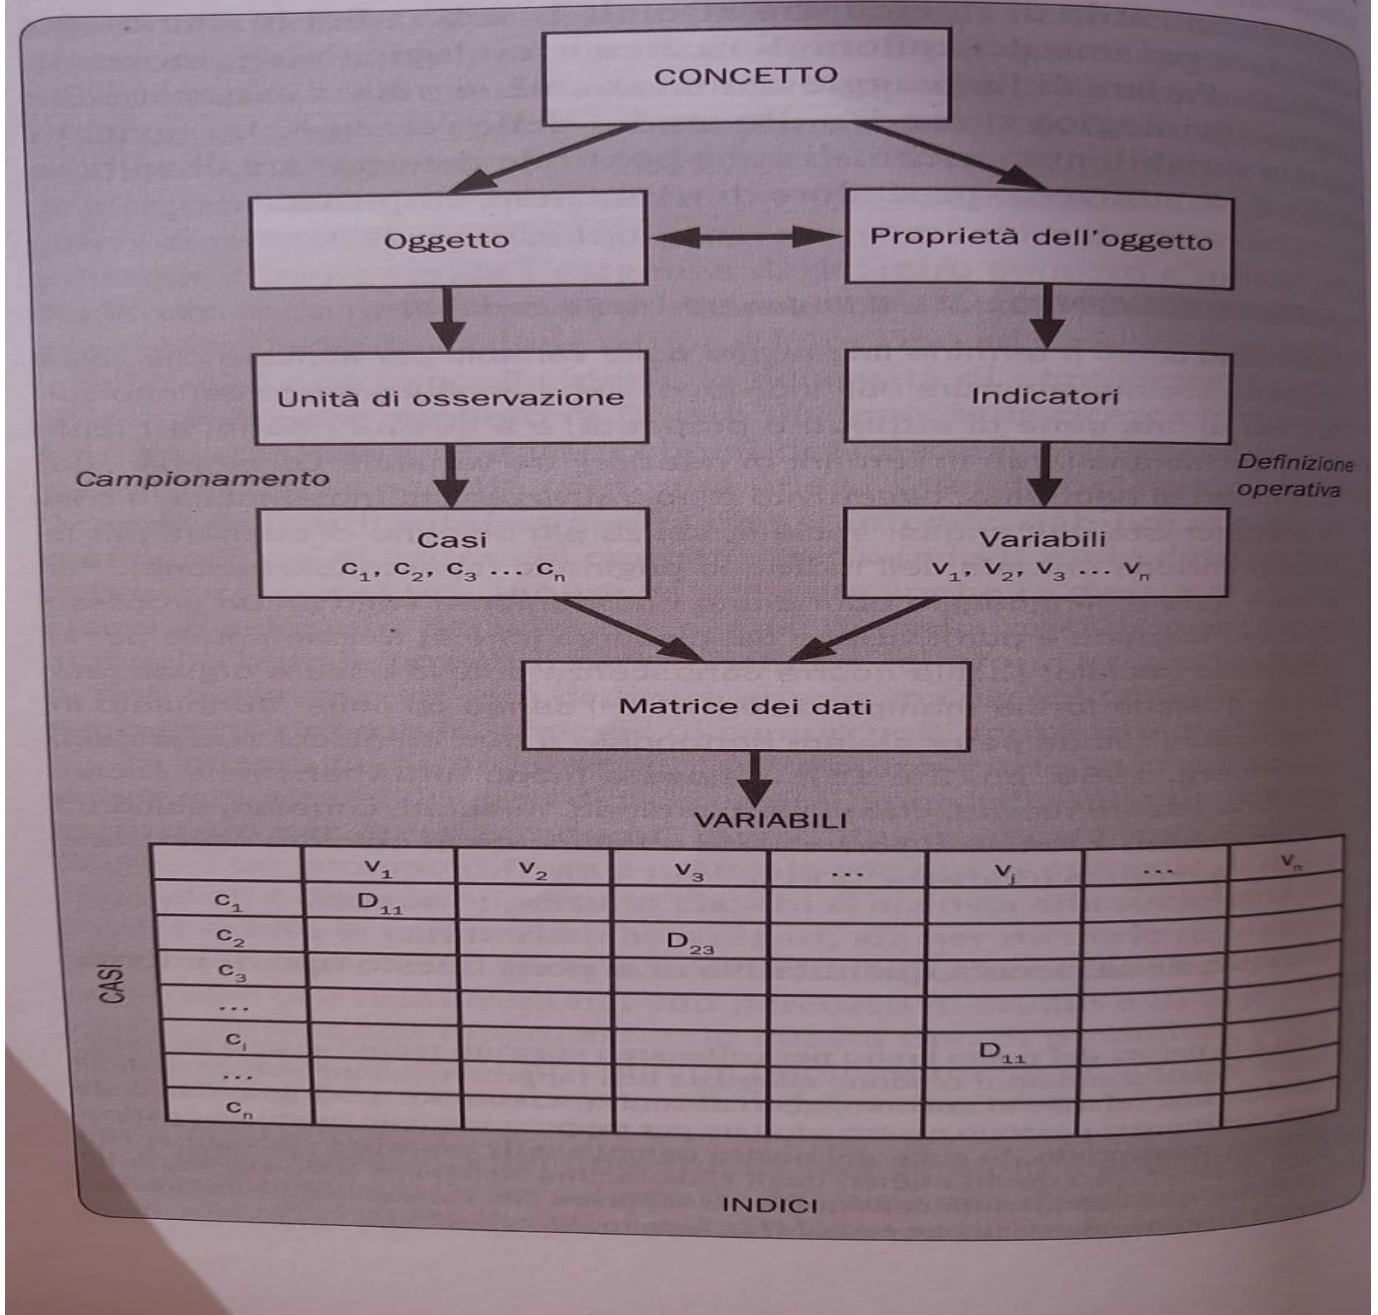 CONCETTO
Oggetto
Proprietà dell'oggetto
Unità di osservazione
Indicatori
Campionamento
Definizione
operativa
Casi
c₁, c₂, c₃ ... cₙ
Variabili
v₁, v₂, v₃ ... vₙ
Matrice dei dati
VARIABILI
v₁ v₂ v₃ ... vⱼ ... vₙ
CASI
c₁ D₁₁
c₂ D₂₃
c₃
...
cᵢ D₁₁
...
cₙ
INDICI